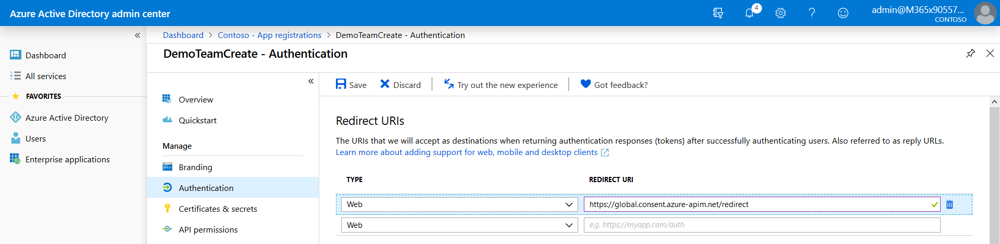 Azure Active Directory admin center
4
?
admin@M365x90557...
CONTOSO
«
Dashboard > Contoso - App registrations > DemoTeamCreate - Authentication
DemoTeamCreate - Authentication
Dashboard
All services
FAVORITES
Azure Active Directory
Users
Enterprise applications
«
Overview
Quickstart
Manage
www
Branding
Authentication
Certificates & secrets
API permissions
Save
Discard
Try out the new experience
Got feedback?
Redirect URIs
The URIs that we will accept as destinations when returning authentication responses (tokens) after successfully authenticating users. Also referred to as reply URLs.
Learn more about adding support for web, mobile and desktop clients
TYPE REDIRECT URI
Web https://global.consent.azure-apim.net/redirect
Web e.g. https://myapp.com/auth